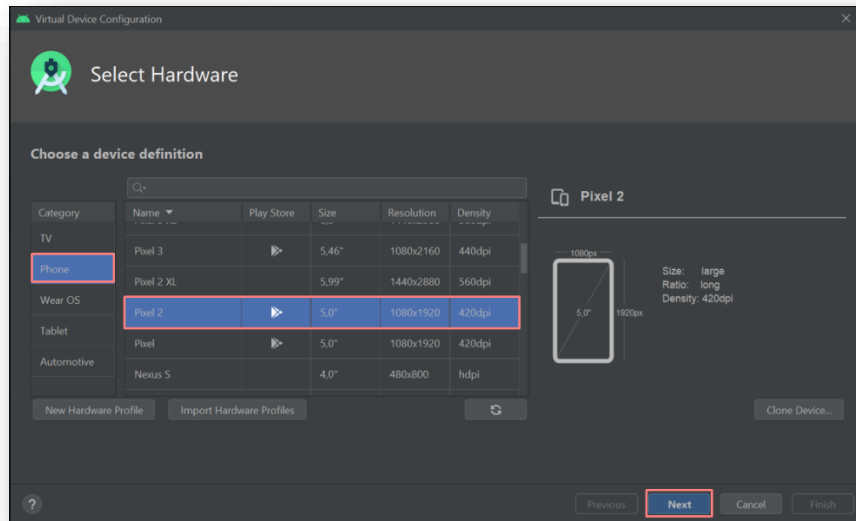 Virtual Device Configuration
Select Hardware
Choose a device definition
Category
Name Play Store Size Resolution Density
TV
Phone
Wear OS
Tablet
Automotive
Pixel 3 5,46" 1080x2160 440dpi
Pixel 2 XL 5,99" 1440x2880 560dpi
Pixel 2 5,0" 1080x1920 420dpi
Pixel 5,0" 1080x1920 420dpi
Nexus S 4,0" 480x800 hdpi
New Hardware Profile Import Hardware Profiles
Pixel 2
1080px
5,0" 1920px
Size: large
Ratio: long
Density: 420dpi
Clone Device...
? Previous Next Cancel Finish